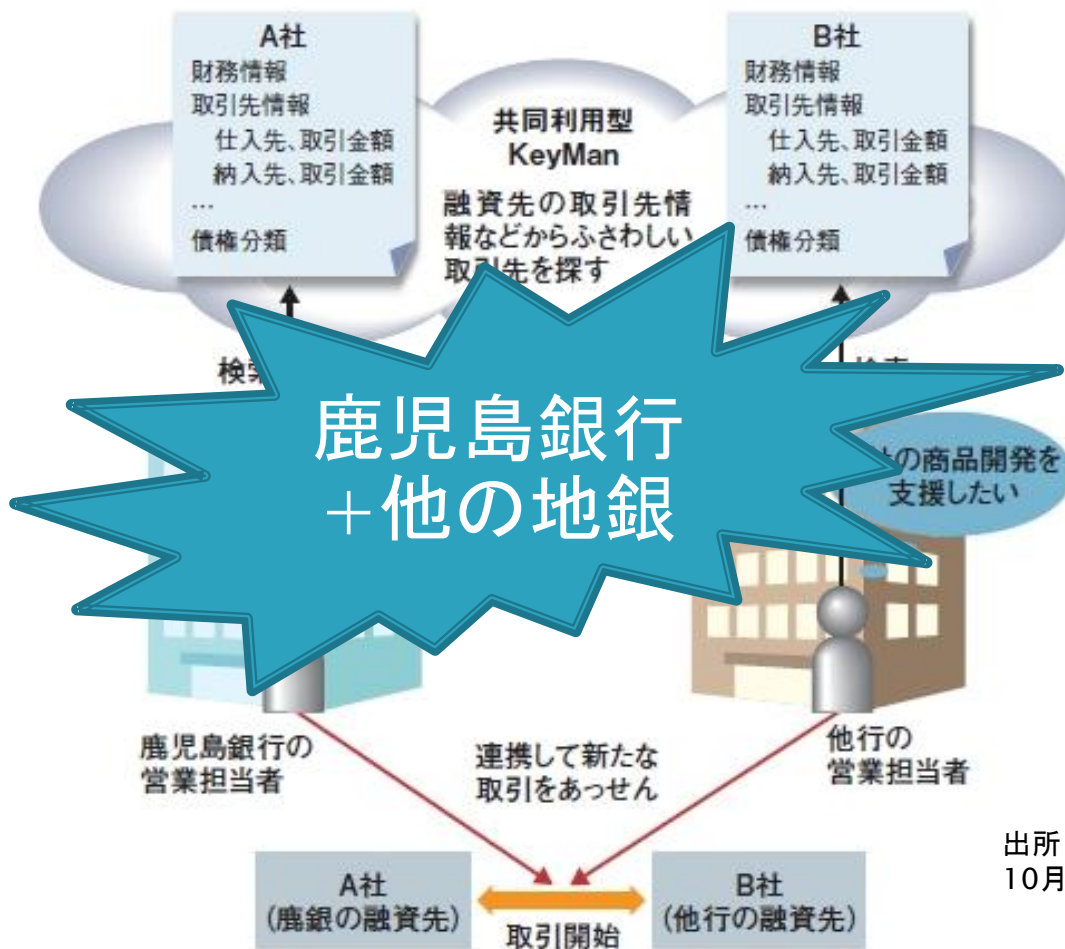 A社
財務情報
取引先情報
仕入先、取引金額
納入先、取引金額
…
債権分類
共同利用型
KeyMan
融資先の取引先情
報などからふさわしい
取引先を探す
B社
財務情報
取引先情報
仕入先、取引金額
納入先、取引金額
…
債権分類
検索
鹿児島銀行
+他の地銀
の商品開発を
支援したい
鹿児島銀行の
営業担当者
連携して新たな
取引をあっせん
他行の
営業担当者
出所
10月
A社
(鹿銀の融資先)
取引開始
B社
(他行の融資先)